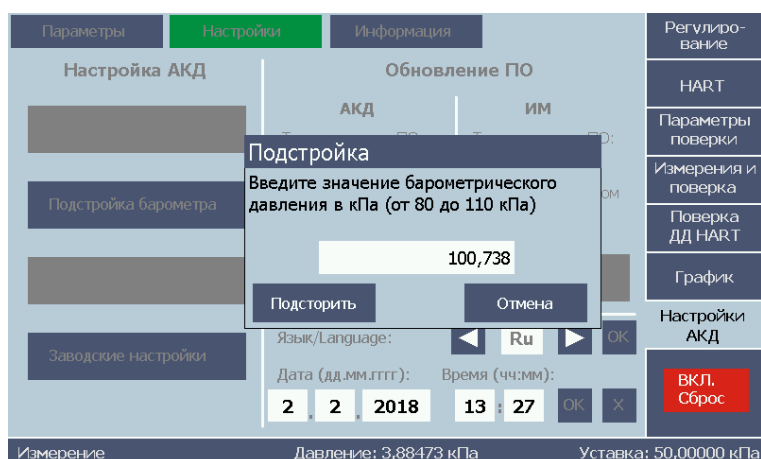 Параметры
Настройки
Информация
Регулиро-
вание
HART
Параметры
поверки
Измерения и
поверка
Поверка
ДД HART
График
Настройки
АКД
ВКЛ.
Сброс
Настройка АКД
Подстройка барометра
Заводские настройки
Обновление ПО
АКД
ИМ
Подстройка
Введите значение барометрического
давления в кПа (от 80 до 110 кПа)
100,738
Подсторить
Отмена
Язык/Language:
Ru
OK
Дата (дд.мм.гггг):
Время (чч:мм):
2 . 2 . 2018
13 : 27
OK
X
Измерение
Давление: 3,88473 кПа
Уставка: 50,00000 кПа